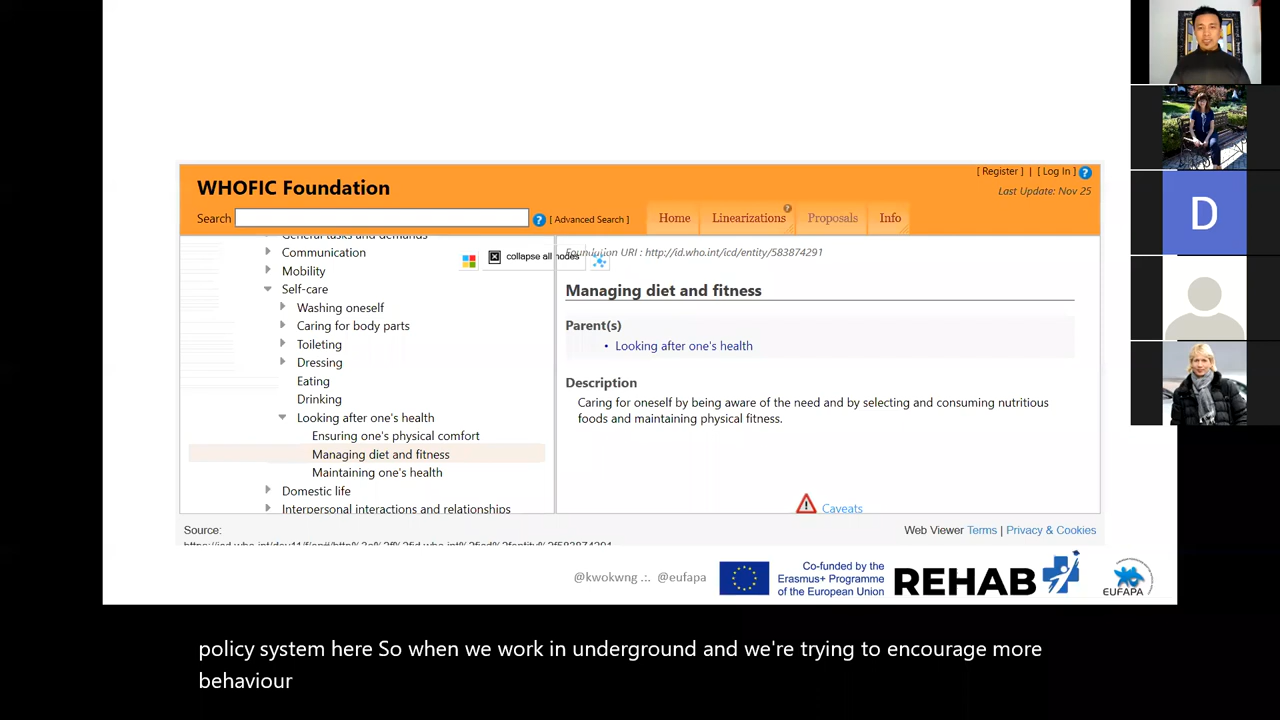 WHOFIC Foundation
[ Register ] | [ Log In ] ?
Last Update: Nov 25
Search ? [ Advanced Search ] Home Linearizations ? Proposals Info
General tasks and demands
Communication
Mobility
Self-care
Washing oneself
Caring for body parts
Toileting
Dressing
Eating
Drinking
Looking after one's health
Ensuring one's physical comfort
Managing diet and fitness
Maintaining one's health
Domestic life
Interpersonal interactions and relationships
collapse all nodes
Foundation URI : http://id.who.int/icd/entity/583874291
Managing diet and fitness
Parent(s)
• Looking after one's health
Description
Caring for oneself by being aware of the need and by selecting and consuming nutritious
foods and maintaining physical fitness.
Caveats
Source:
Web Viewer Terms | Privacy & Cookies
@kwokwng .:. @eufapa
Co-funded by the
Erasmus+ Programme
of the European Union
REHAB
EUFAPA
D
policy system here So when we work in underground and we're trying to encourage more
behaviour